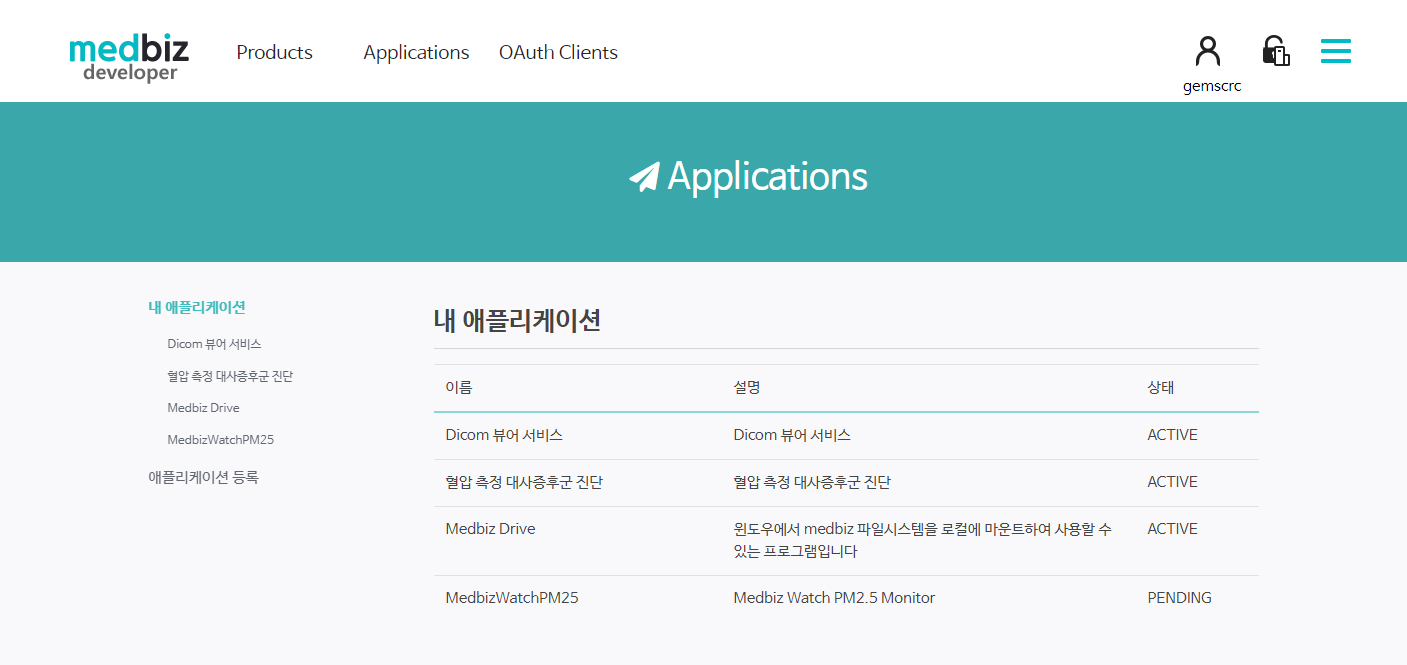 medbiz
developer
Products Applications OAuth Clients
gemscrc
Applications
내 애플리케이션
Dicom 뷰어 서비스
혈압 측정 대사증후군 진단
Medbiz Drive
MedbizWatchPM25
애플리케이션 등록
내 애플리케이션
이름 설명 상태
Dicom 뷰어 서비스 Dicom 뷰어 서비스 ACTIVE
혈압 측정 대사증후군 진단 혈압 측정 대사증후군 진단 ACTIVE
Medbiz Drive 윈도우에서 medbiz 파일시스템을 로컬에 마운트하여 사용할 수 ACTIVE
있는 프로그램입니다
MedbizWatchPM25 Medbiz Watch PM2.5 Monitor PENDING